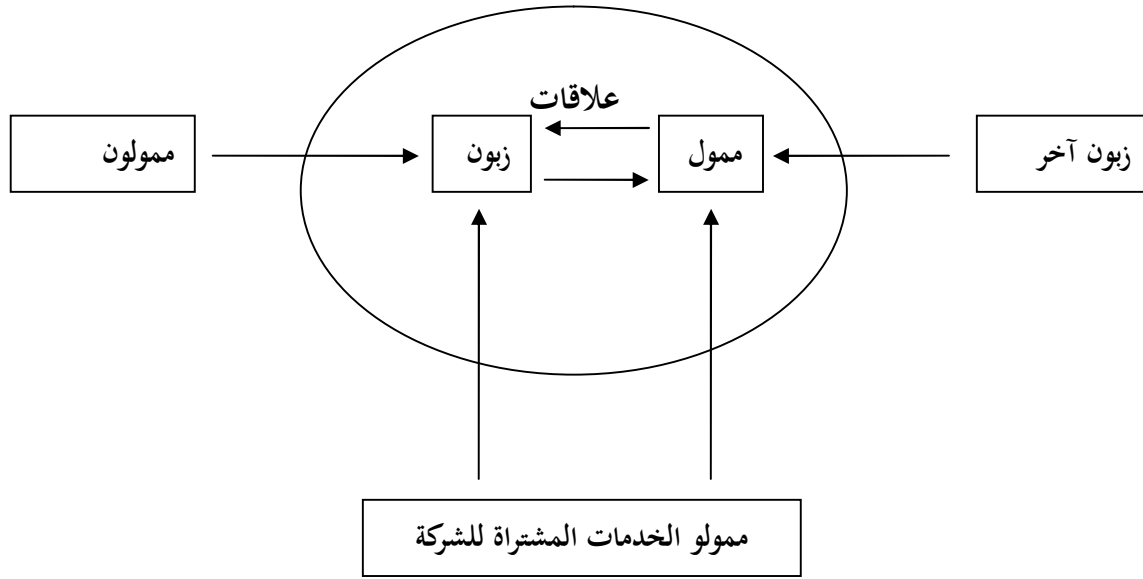 علاقات
زبون آخر
ممول
زبون
ممولون
ممولو الخدمات المشتراة للشركة